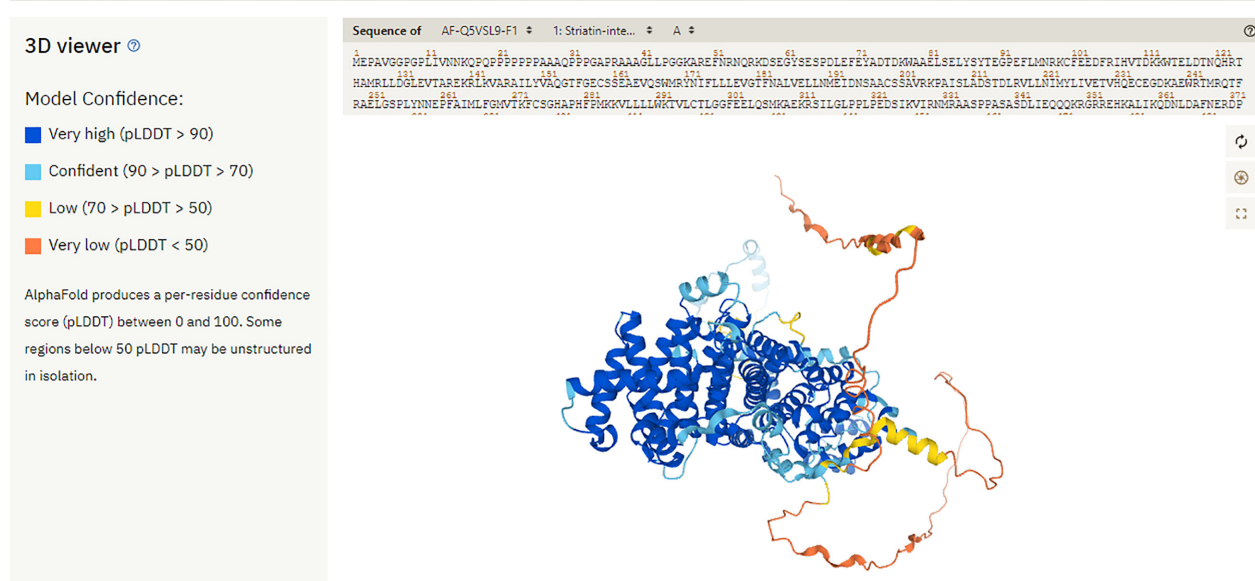 3D viewer
Sequence of AF-Q5VSL9-F1 1: Striatin-inte... A
1 11 21 31 41 51 61 71 81 91 101 111 121
MEPAVGGPGPLIVNNKQPQPPPPPPPAAAQPPPGAPRAAAGLLPGGKAREFNRNQRKDSEGYSESPDLEFEYADTDKWAAELSELYSYTEGPEFLMNRKCFEEDFRIHVTDKKWTELDTNQHRT
131 141 151 161 171 181 191 201 211 221 231 241
HAMRLLDGLEVTAREKRLKVARAILYVAQGTFGECSSEAEVQSWMRYNIFLLLEVGTFNALVELLNMEIDNSAACSSAVRKPAISLADSTDLRVLLNIMYLIVETVHQECEGDKAEWRTMRQTF
251 261 271 281 291 301 311 321 331 341 351 361 371
RAELGSPLYNNEPFAIMLFGMVTKFCSGHAPHFPMKKVLLLLWKTVLCTLGGFEELQSMKAEKRSILGLPPLPEDSIKVIRNMRAASPPASASDLIEQQQKRGRREHKALIKQDNLDAFNERDP
Model Confidence:
Very high (pLDDT > 90)
Confident (90 > pLDDT > 70)
Low (70 > pLDDT > 50)
Very low (pLDDT < 50)
AlphaFold produces a per-residue confidence
score (pLDDT) between 0 and 100. Some
regions below 50 pLDDT may be unstructured
in isolation.